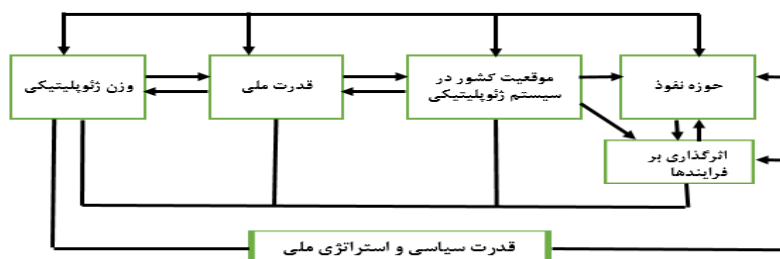 حوزه نفوذ
موقعیت کشور در
سیستم ژئوپلیتیکی
قدرت ملی
وزن ژئوپلیتیکی
اثرگذاری بر
فرایندها
قدرت سیاسی و استراتژی ملی